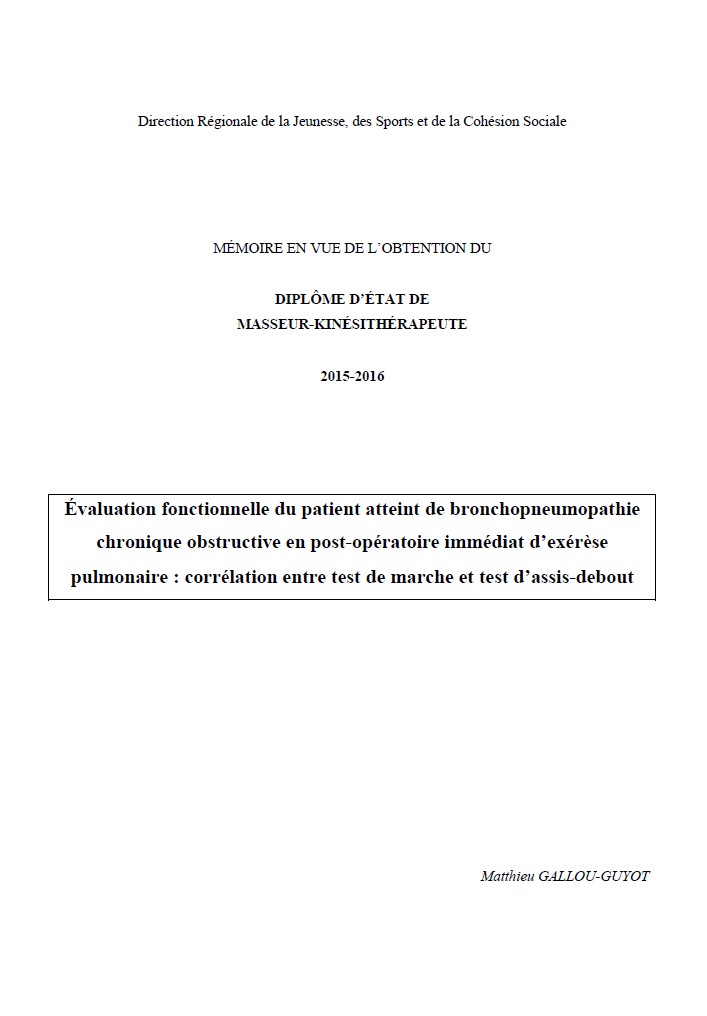 Direction Régionale de la Jeunesse, des Sports et de la Cohésion Sociale
MÉMOIRE EN VUE DE L’OBTENTION DU
DIPLÔME D’ÉTAT DE
MASSEUR-KINÉSITHÉRAPEUTE
2015-2016
Évaluation fonctionnelle du patient atteint de bronchopneumopathie
chronique obstructive en post-opératoire immédiat d’exérèse
pulmonaire : corrélation entre test de marche et test d’assis-debout
Matthieu GALLOU-GUYOT